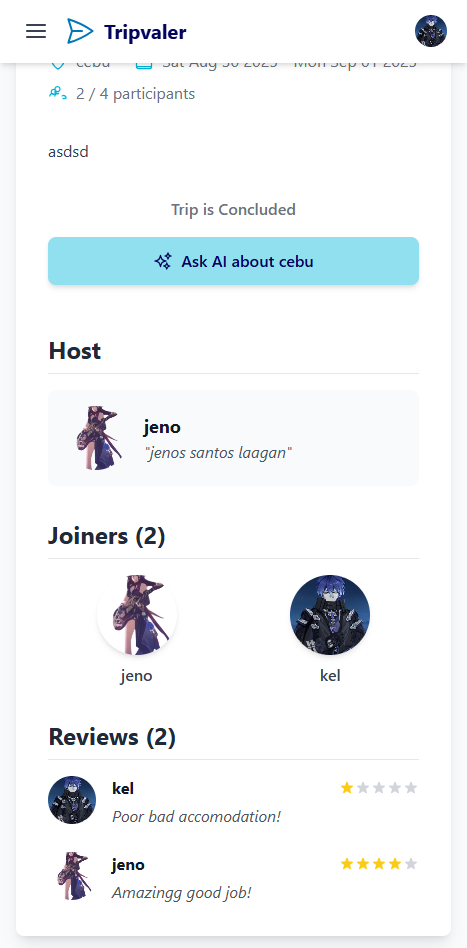 Tripvaler
cebu Sat Aug 30 2025 - Mon Sep 01 2025
2 / 4 participants
asdsd
Trip is Concluded
Ask AI about cebu
Host
jeno
"jenos santos laagan"
Joiners (2)
jeno kel
Reviews (2)
kel
Poor bad accomodation!
jeno
Amazingg good job!